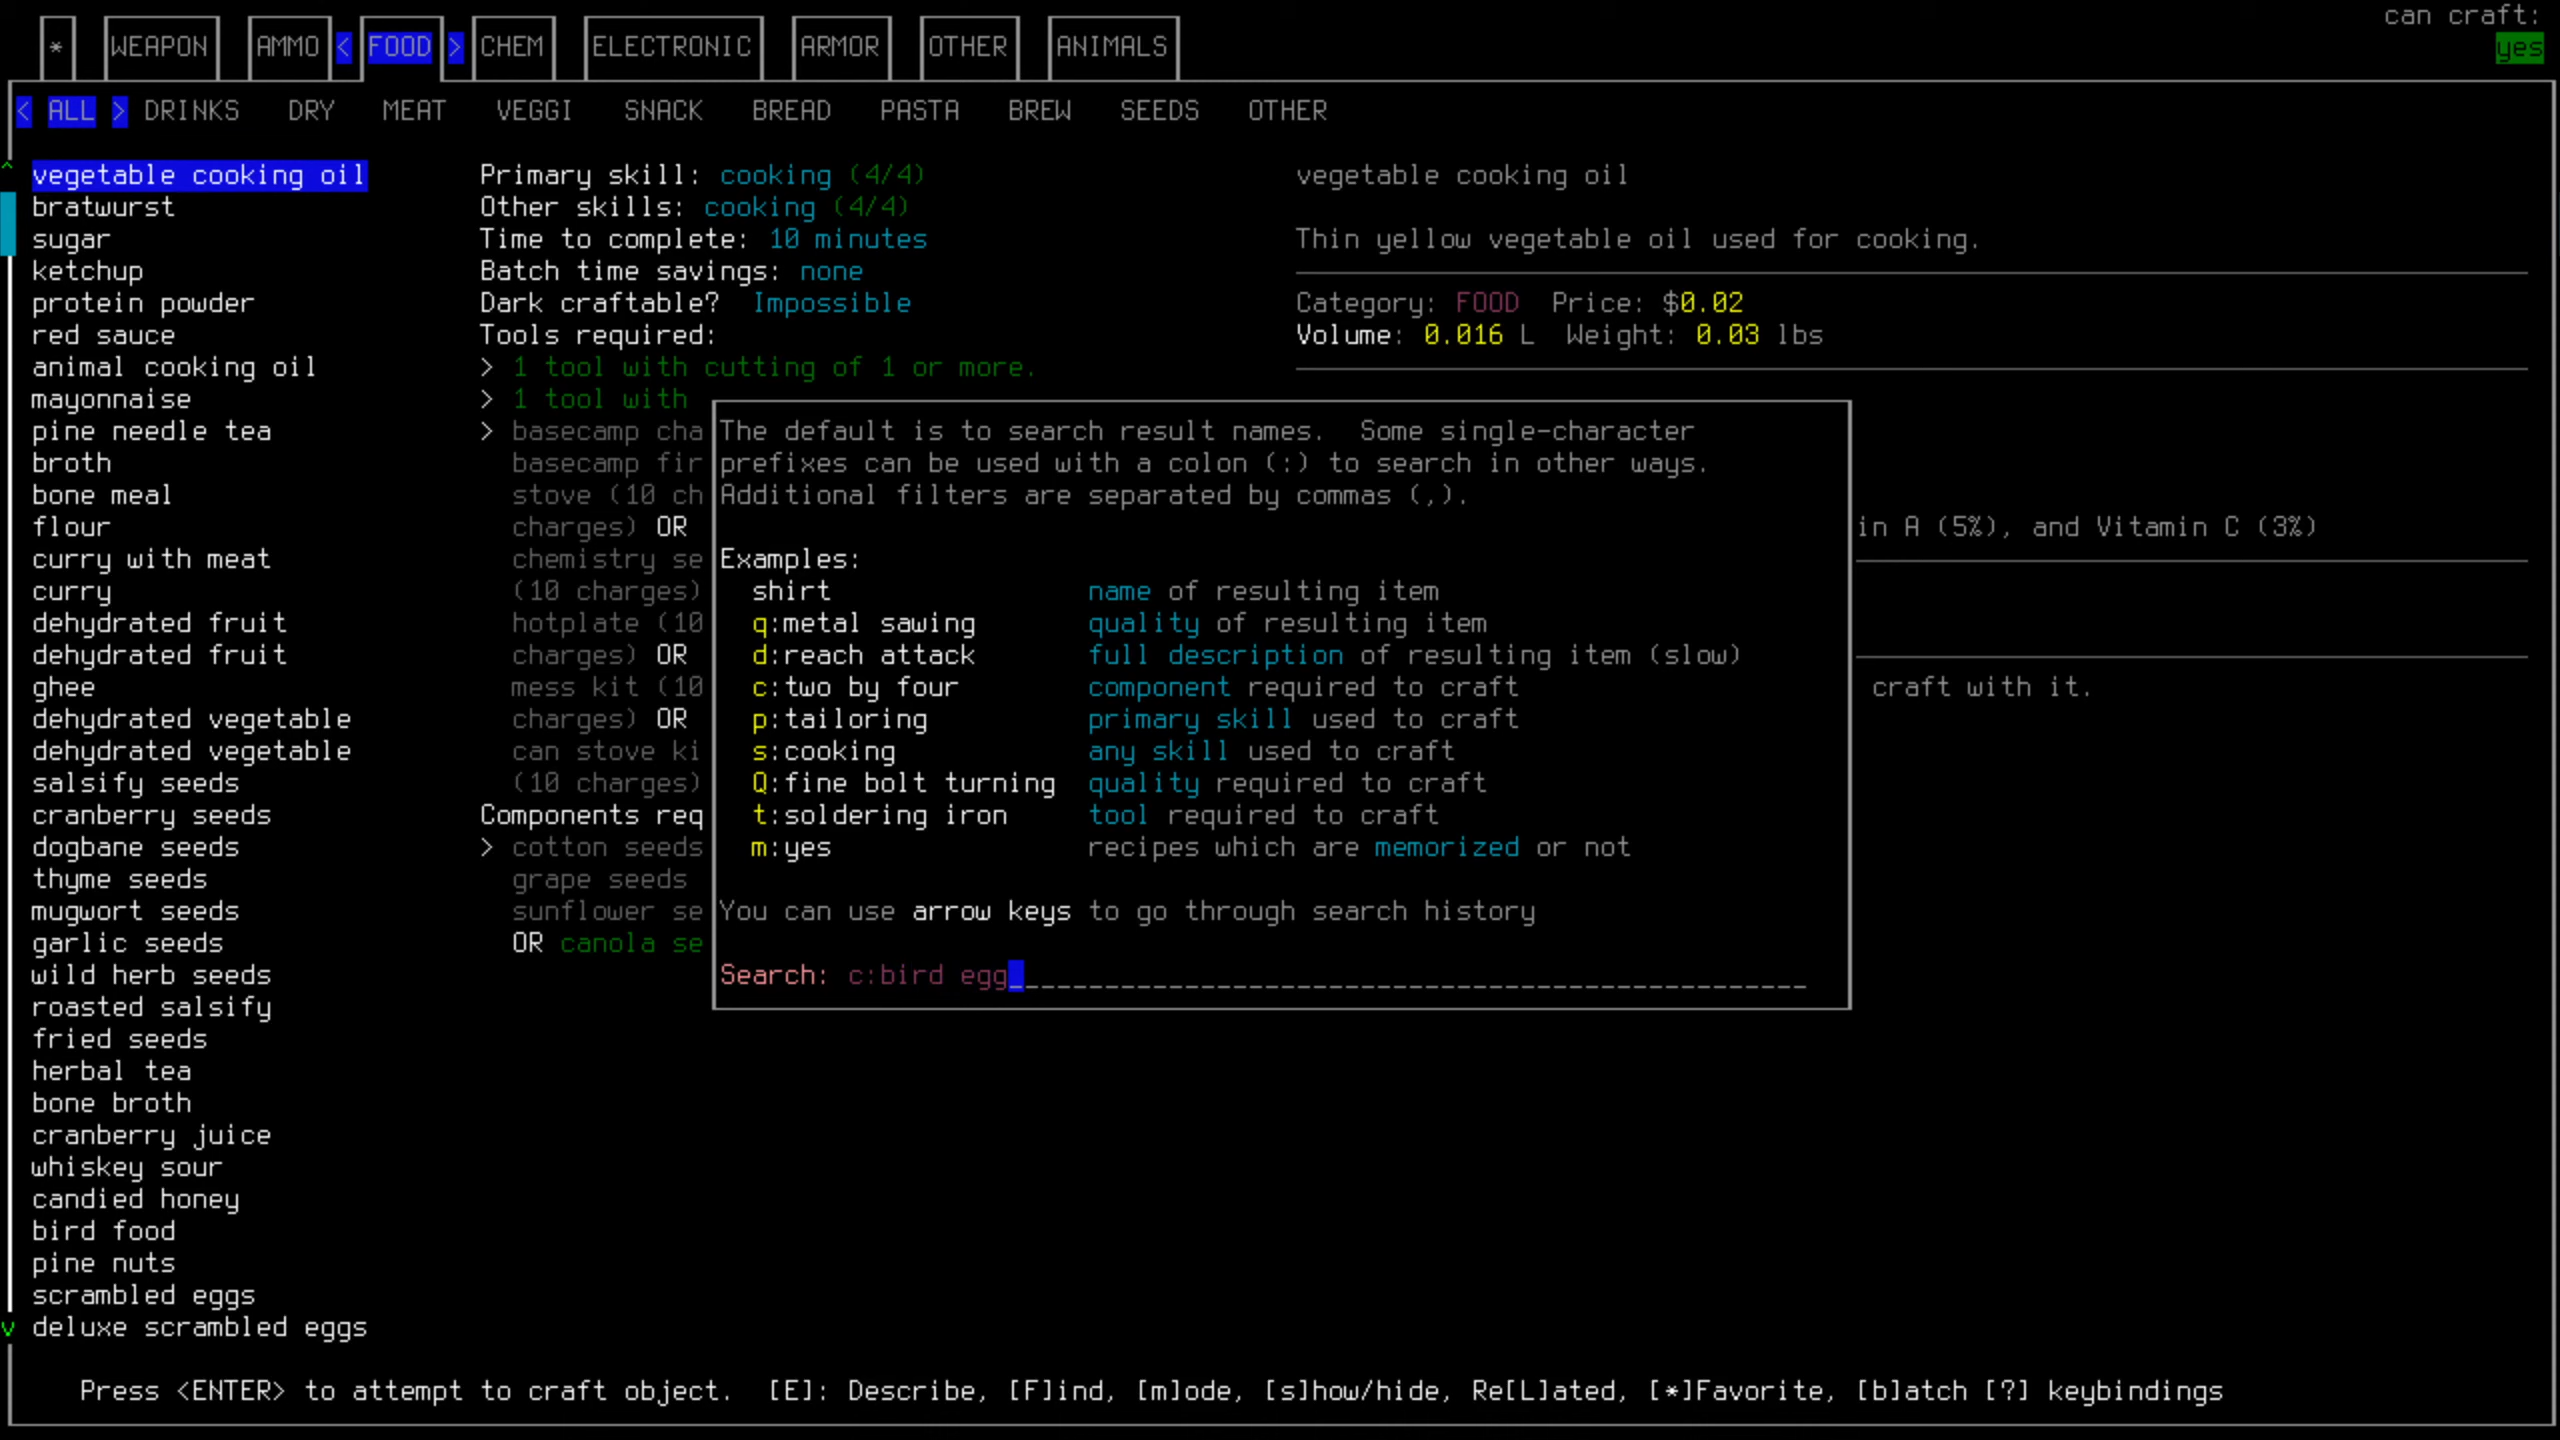 can craft:
* WEAPON AMMO < FOOD > CHEM ELECTRONIC ARMOR OTHER ANIMALS yes
< ALL > DRINKS DRY MEAT VEGGI SNACK BREAD PASTA BREW SEEDS OTHER
vegetable cooking oil
bratwurst
sugar
ketchup
protein powder
red sauce
animal cooking oil
mayonnaise
pine needle tea
broth
bone meal
flour
curry with meat
curry
dehydrated fruit
dehydrated fruit
ghee
dehydrated vegetable
dehydrated vegetable
salsify seeds
cranberry seeds
dogbane seeds
thyme seeds
mugwort seeds
garlic seeds
wild herb seeds
roasted salsify
fried seeds
herbal tea
bone broth
cranberry juice
whiskey sour
candied honey
bird food
pine nuts
scrambled eggs
v deluxe scrambled eggs
Primary skill: cooking (4/4)
Other skills: cooking (4/4)
Time to complete: 10 minutes
Batch time savings: none
Dark craftable? Impossible
Tools required:
> 1 tool with cutting of 1 or more.
> 1 tool with
> basecamp cha
basecamp fir
stove (10 ch
charges) OR
chemistry se
(10 charges)
hotplate (10
charges) OR
mess kit (10
charges) OR
can stove ki
(10 charges)
Components req
> cotton seeds
grape seeds
sunflower se
OR canola se
vegetable cooking oil
Thin yellow vegetable oil used for cooking.
Category: FOOD Price: $0.02
Volume: 0.016 L Weight: 0.03 lbs
in A (5%), and Vitamin C (3%)
craft with it.
The default is to search result names. Some single-character
prefixes can be used with a colon (:) to search in other ways.
Additional filters are separated by commas (,).
Examples:
shirt name of resulting item
q:metal sawing quality of resulting item
d:reach attack full description of resulting item (slow)
c:two by four component required to craft
p:tailoring primary skill used to craft
s:cooking any skill used to craft
Q:fine bolt turning quality required to craft
t:soldering iron tool required to craft
m:yes recipes which are memorized or not
You can use arrow keys to go through search history
Search: c:bird egg
Press <ENTER> to attempt to craft object. [E]: Describe, [F]ind, [m]ode, [s]how/hide, Re[L]ated, [*]Favorite, [b]atch [?] keybindings